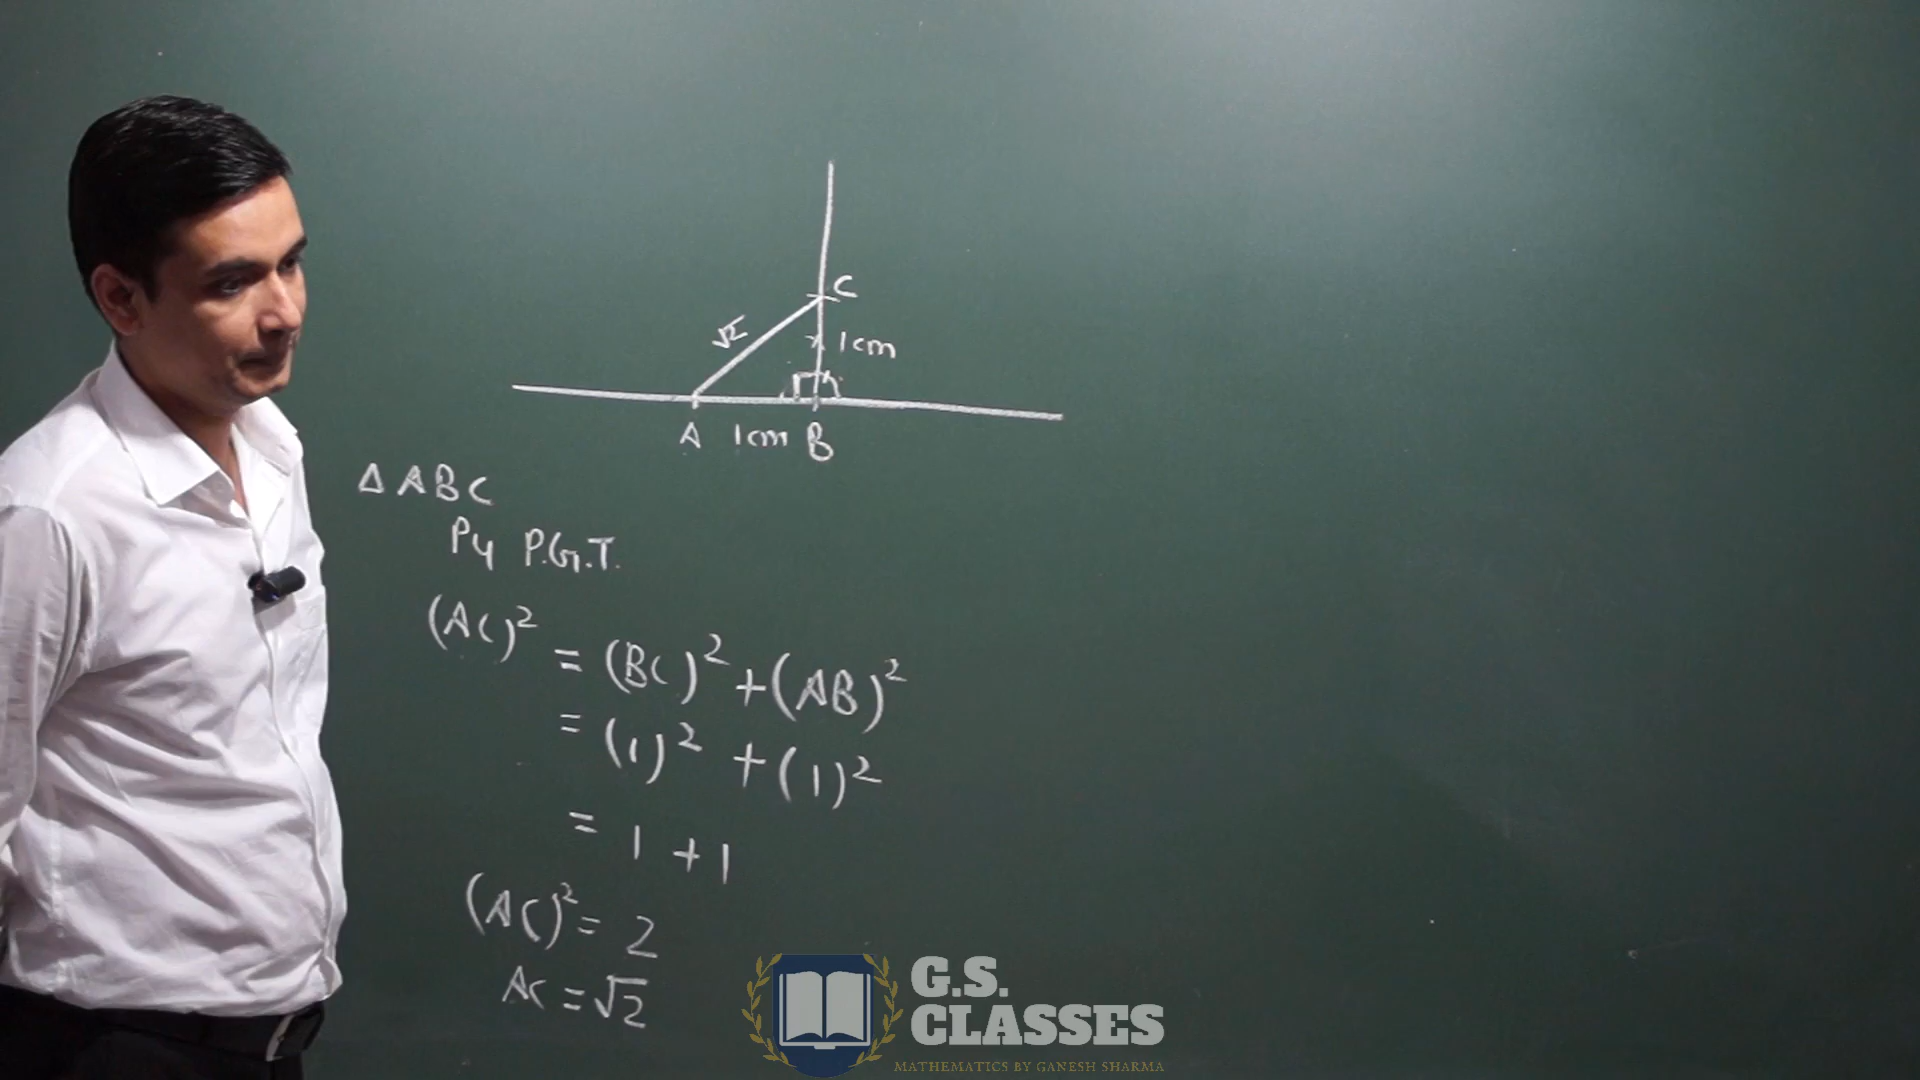 C
√2
1cm
A 1cm B
Δ ABC
Py P.G.T.
(AC)² = (BC)² + (AB)²
= (1)² + (1)²
= 1 + 1
(AC)² = 2
AC = √2
G.S.
CLASSES
MATHEMATICS BY GANESH SHARMA